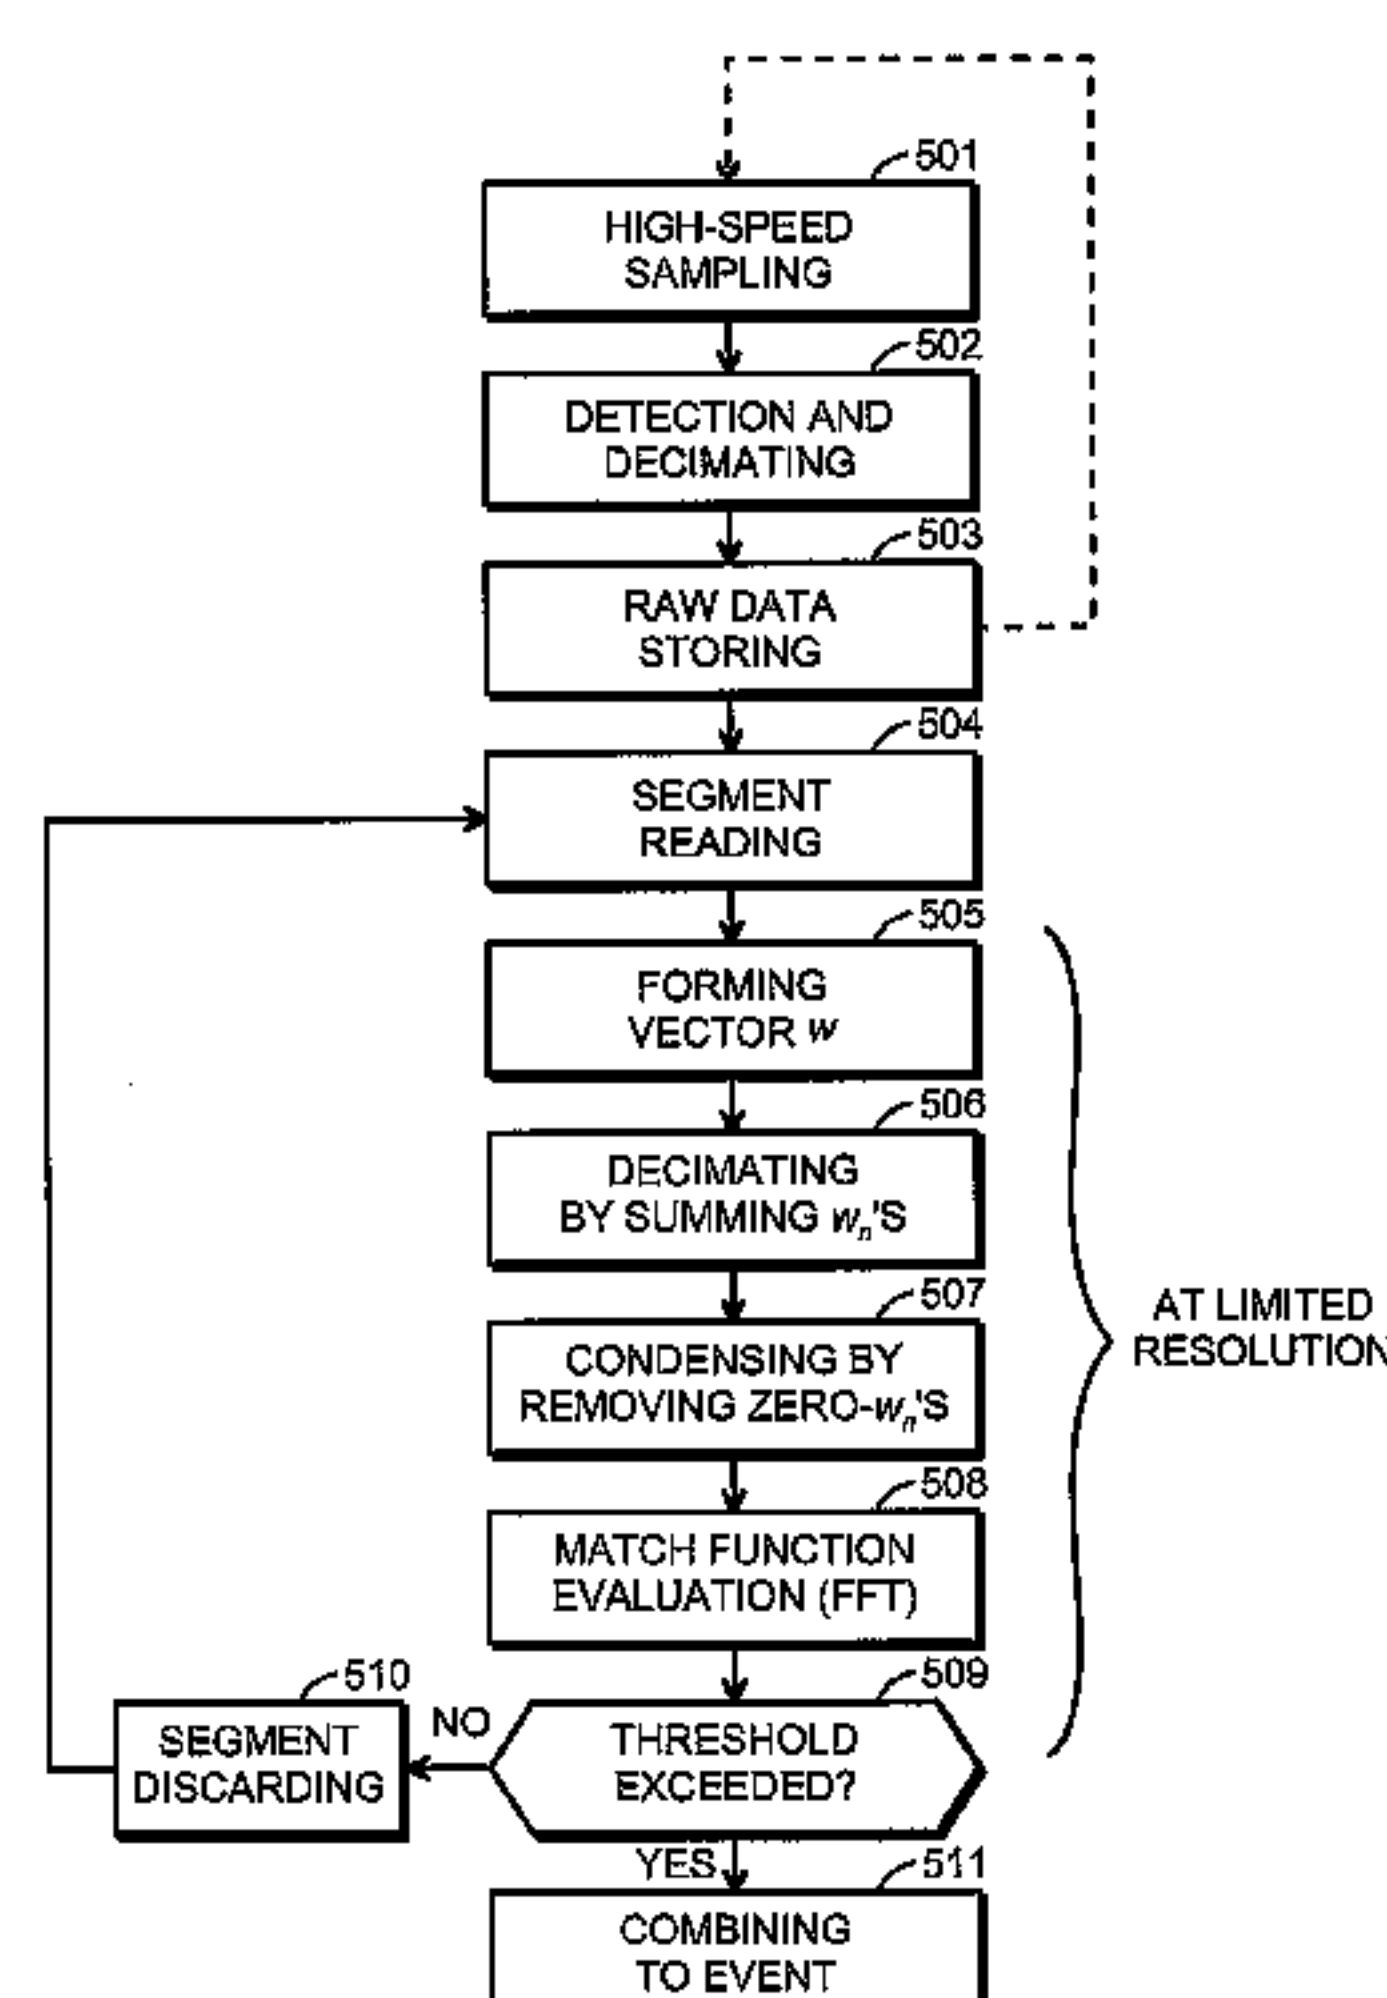 501
HIGH-SPEED
SAMPLING
502
DETECTION AND
DECIMATING
503
RAW DATA
STORING
504
SEGMENT
READING
505
FORMING
VECTOR w
506
DECIMATING
BY SUMMING wn'S
507
CONDENSING BY
REMOVING ZERO-wn'S
AT LIMITED
RESOLUTION
508
MATCH FUNCTION
EVALUATION (FFT)
509
THRESHOLD
EXCEEDED?
NO
510
SEGMENT
DISCARDING
YES
511
COMBINING
TO EVENT